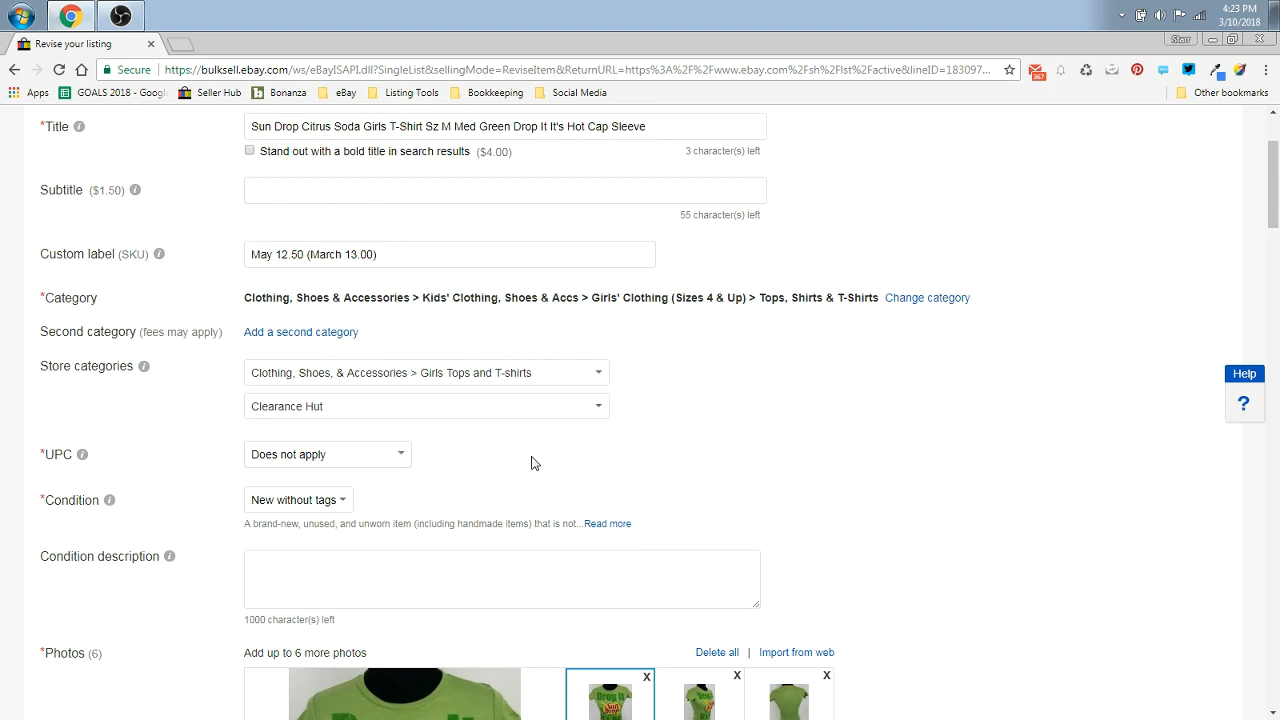 4:23 PM
3/10/2018
Revise your listing
Starr
Secure https://bulksell.ebay.com/ws/eBayISAPI.dll?SingleList&sellingMode=ReviseItem&ReturnURL=https%3A%2F%2Fwww.ebay.com%2Fsh%2Flst%2Factive&lineID=183097...
367
Apps GOALS 2018 - Googl Seller Hub Bonanza eBay Listing Tools Bookkeeping Social Media Other bookmarks
*Title Sun Drop Citrus Soda Girls T-Shirt Sz M Med Green Drop It It's Hot Cap Sleeve
Stand out with a bold title in search results ($4.00) 3 character(s) left
Subtitle ($1.50)
55 character(s) left
Custom label (SKU) May 12.50 (March 13.00)
*Category Clothing, Shoes & Accessories > Kids' Clothing, Shoes & Accs > Girls' Clothing (Sizes 4 & Up) > Tops, Shirts & T-Shirts Change category
Second category (fees may apply) Add a second category
Store categories Clothing, Shoes, & Accessories > Girls Tops and T-shirts
Help
?
Clearance Hut
*UPC Does not apply
*Condition New without tags
A brand-new, unused, and unworn item (including handmade items) that is not...Read more
Condition description
1000 character(s) left
*Photos (6) Add up to 6 more photos Delete all | Import from web
X X X
Drop It
Sun Drop